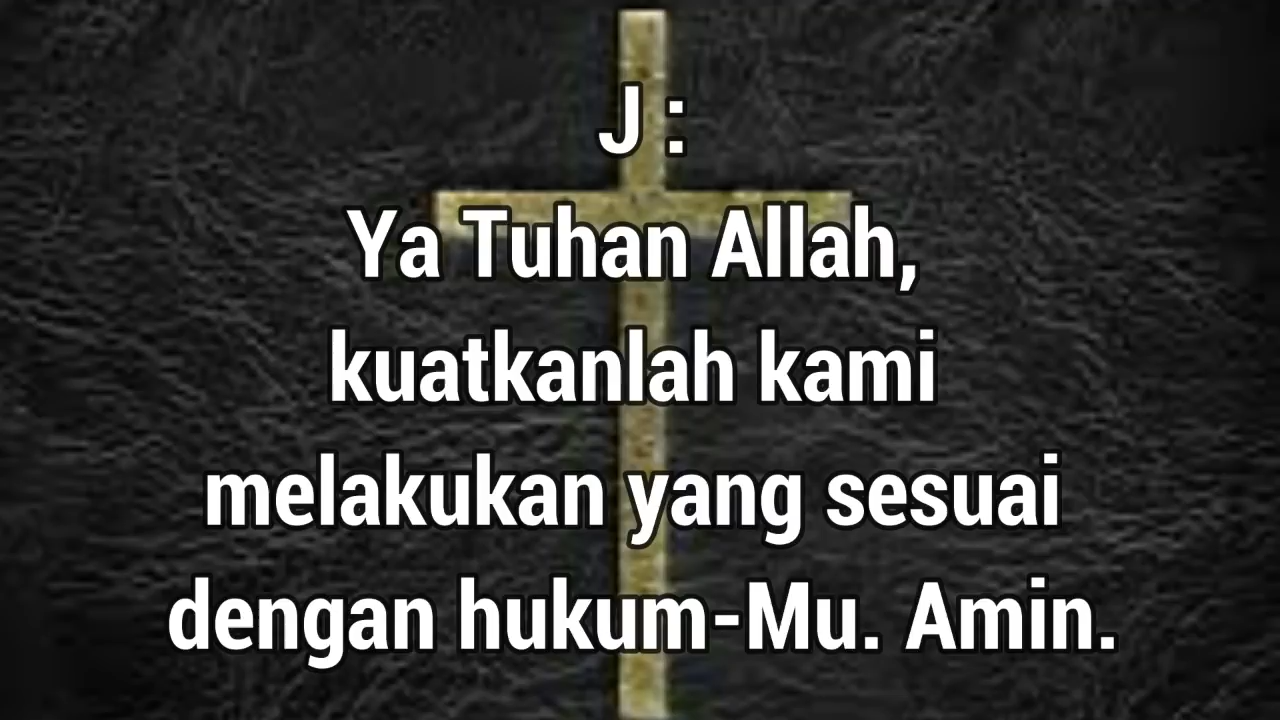 J :
Ya Tuhan Allah,
kuatkanlah kami
melakukan yang sesuai
dengan hukum-Mu. Amin.